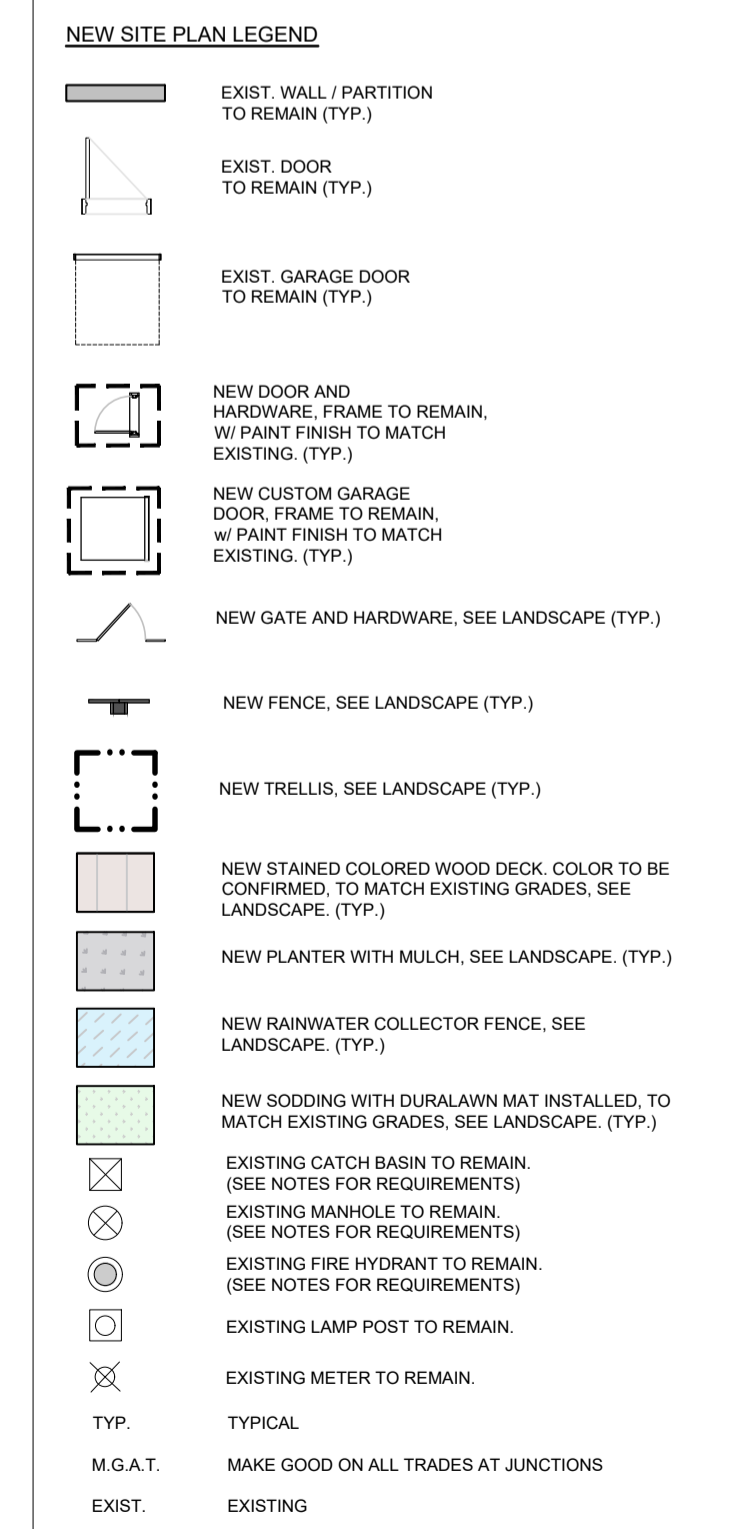 NEW SITE PLAN LEGEND
EXIST. WALL / PARTITION
TO REMAIN (TYP.)
EXIST. DOOR
TO REMAIN (TYP.)
EXIST. GARAGE DOOR
TO REMAIN (TYP.)
NEW DOOR AND
HARDWARE, FRAME TO REMAIN,
W/ PAINT FINISH TO MATCH
EXISTING. (TYP.)
NEW CUSTOM GARAGE
DOOR, FRAME TO REMAIN,
w/ PAINT FINISH TO MATCH
EXISTING. (TYP.)
NEW GATE AND HARDWARE, SEE LANDSCAPE (TYP.)
NEW FENCE, SEE LANDSCAPE (TYP.)
NEW TRELLIS, SEE LANDSCAPE (TYP.)
NEW STAINED COLORED WOOD DECK. COLOR TO BE
CONFIRMED, TO MATCH EXISTING GRADES, SEE
LANDSCAPE. (TYP.)
NEW PLANTER WITH MULCH, SEE LANDSCAPE. (TYP.)
NEW RAINWATER COLLECTOR FENCE, SEE
LANDSCAPE. (TYP.)
NEW SODDING WITH DURALAWN MAT INSTALLED, TO
MATCH EXISTING GRADES, SEE LANDSCAPE. (TYP.)
EXISTING CATCH BASIN TO REMAIN.
(SEE NOTES FOR REQUIREMENTS)
EXISTING MANHOLE TO REMAIN.
(SEE NOTES FOR REQUIREMENTS)
EXISTING FIRE HYDRANT TO REMAIN.
(SEE NOTES FOR REQUIREMENTS)
EXISTING LAMP POST TO REMAIN.
EXISTING METER TO REMAIN.
TYP. TYPICAL
M.G.A.T. MAKE GOOD ON ALL TRADES AT JUNCTIONS
EXIST. EXISTING